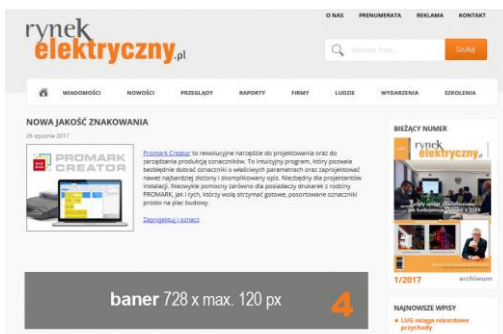 O NAS PRENUMERATA REKLAMA KONTAKT
rynek
elektryczny.pl
Szukaj
WIADOMOŚCI NOWOŚCI PRZEGLĄDY RAPORTY FIRMY LUDZIE WYDARZENIA SZKOLENIA
NOWA JAKOŚĆ ZNAKOWANIA
25 stycznia 2017
PROMARK
CREATOR
Promark Creator to rewolucyjne narzędzie do projektowania oraz do
zarządzania produkcją oznaczników. To intuicyjny program, który pozwala
bezbłędnie dobrać oznaczniki o właściwych parametrach oraz zaprojektować
nawet najbardziej złożony i skomplikowany opis. Niezbędny dla projektantów
instalacji. Niezwykle pomocny zarówno dla posiadaczy drukarek z rodziny
PROMARK, jak i tych, którzy wolą otrzymać gotowe, posortowane oznaczniki
prosto na plac budowy.
Zaprojektuj i oznacz
baner 728 x max. 120 px 4
BIEŻĄCY NUMER
rynek
elektryczny
1/2017 archiwum
NAJNOWSZE WPISY
LUG osiąga rekordowe
przychody